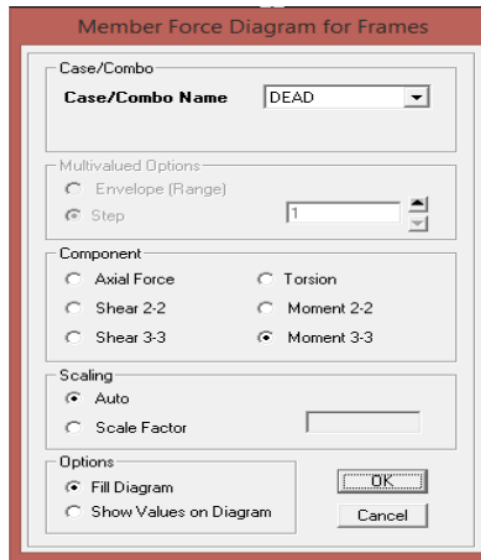 Member Force Diagram for Frames
Case/Combo
Case/Combo Name DEAD
Multivalued Options
Envelope (Range)
Step 1
Component
Axial Force Torsion
Shear 2-2 Moment 2-2
Shear 3-3 Moment 3-3
Scaling
Auto
Scale Factor
Options
Fill Diagram OK
Show Values on Diagram Cancel